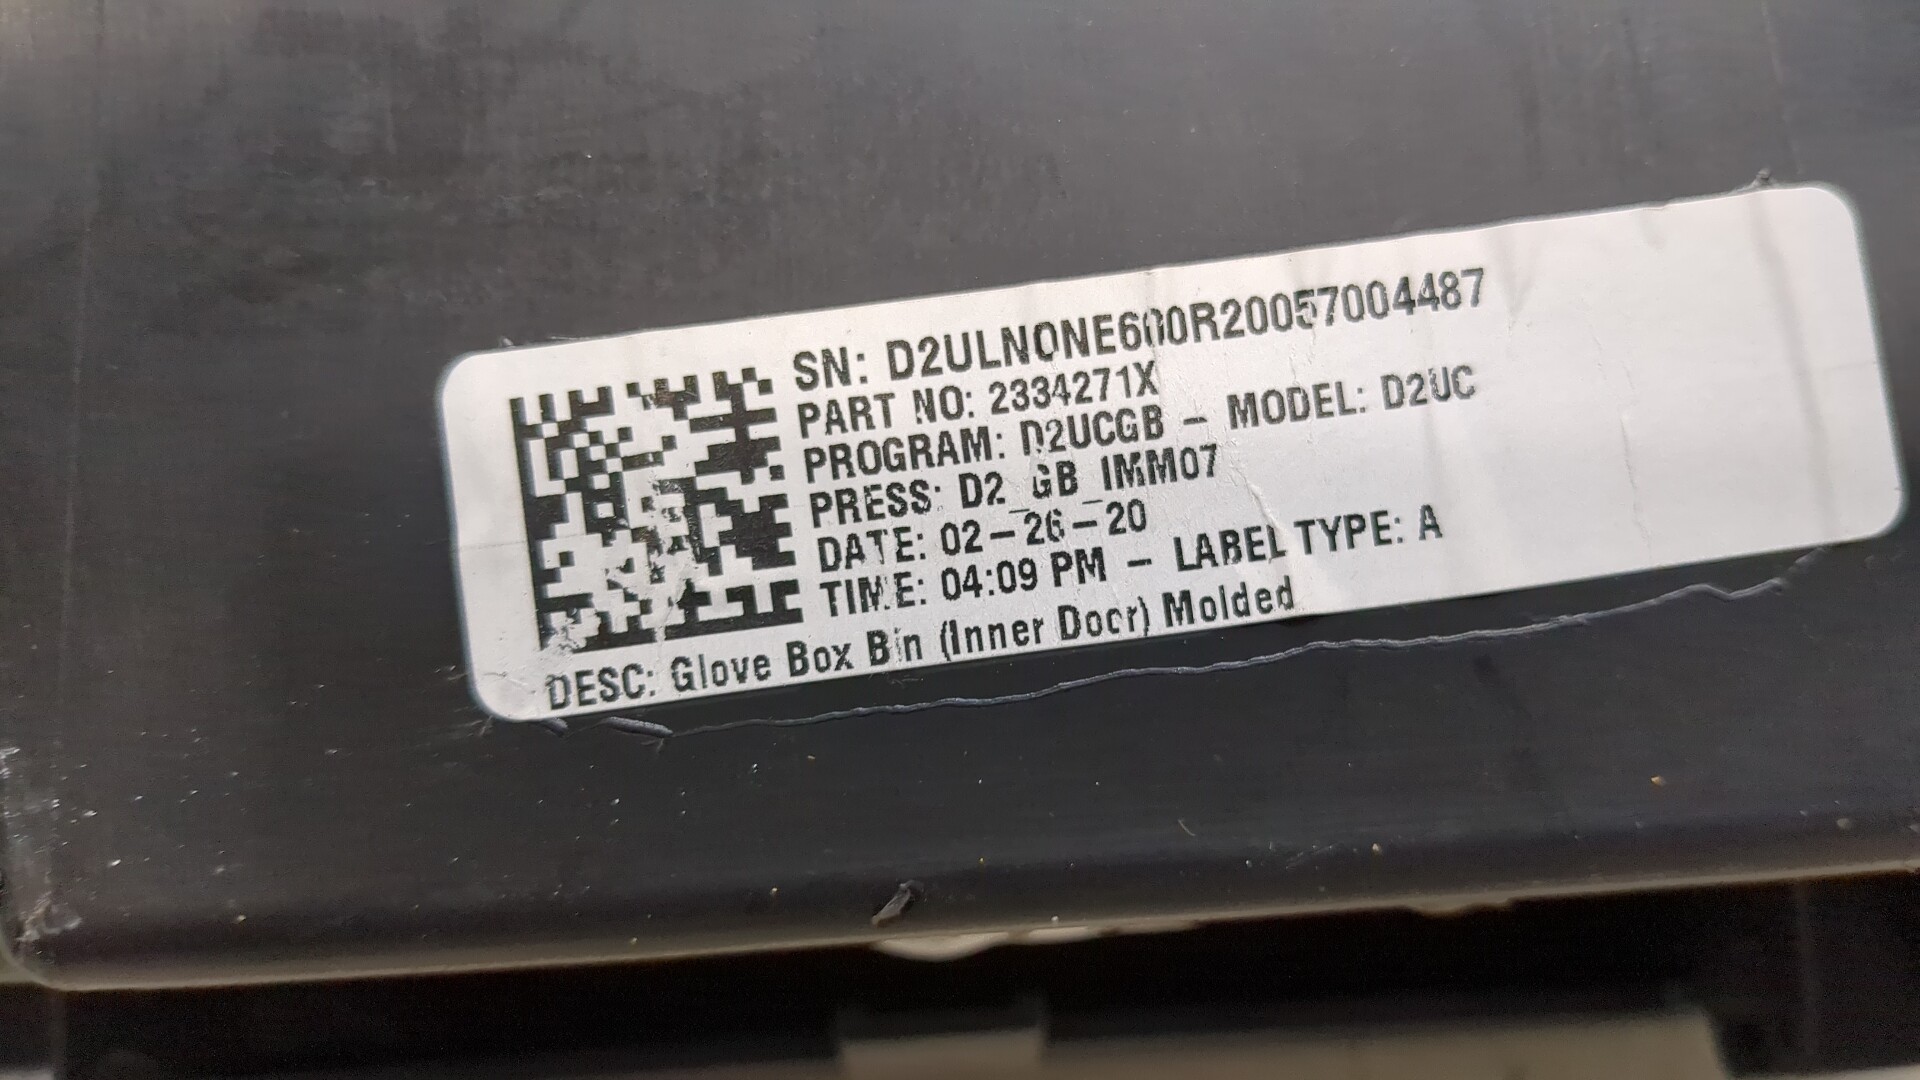 SN: D2ULNONE600R20057004487
PART NO: 2334271X
PROGRAM: D2UCGB - MODEL: D2UC
PRESS: D2_GB_IMM07
DATE: 02-26-20
TIME: 04:09 PM - LABEL TYPE: A
DESC: Glove Box Bin (Inner Door) Molded